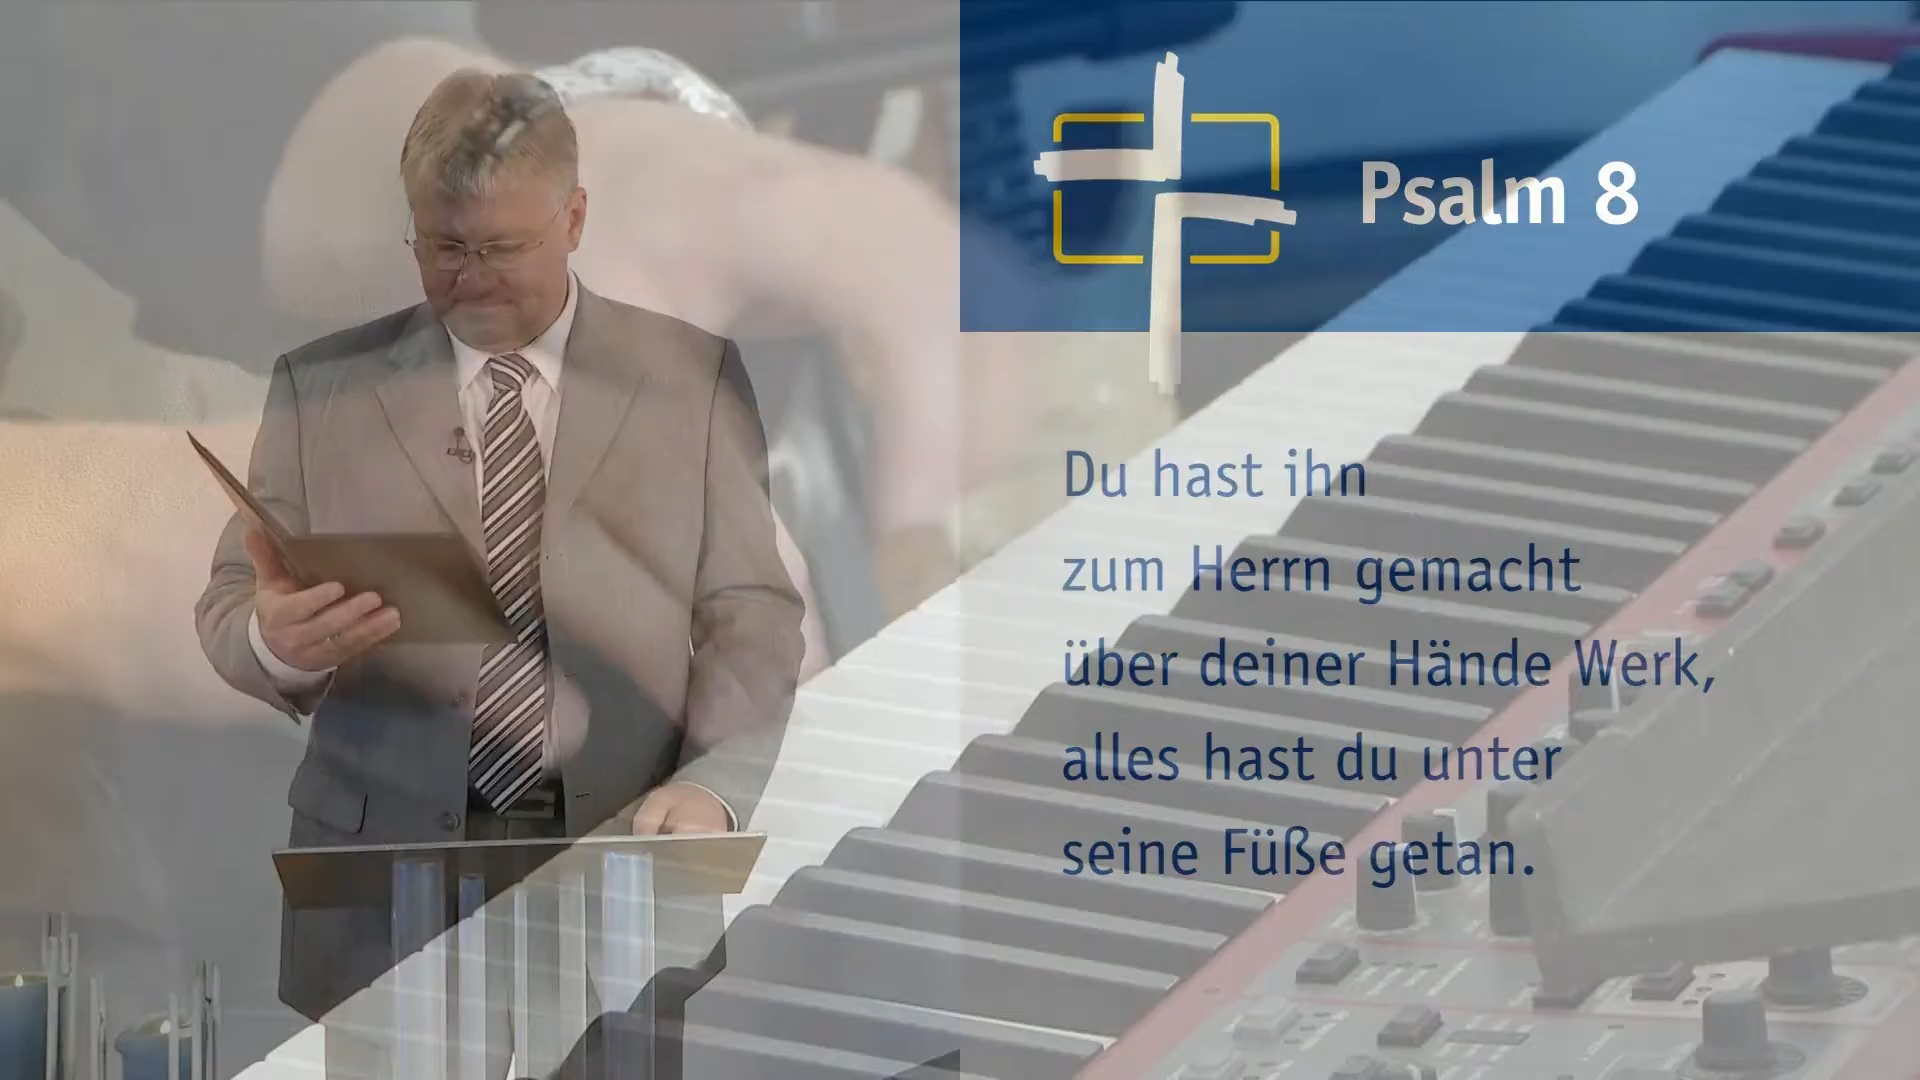 Psalm 8
Du hast ihn
zum Herrn gemacht
über deiner Hände Werk,
alles hast du unter
seine Füße getan.